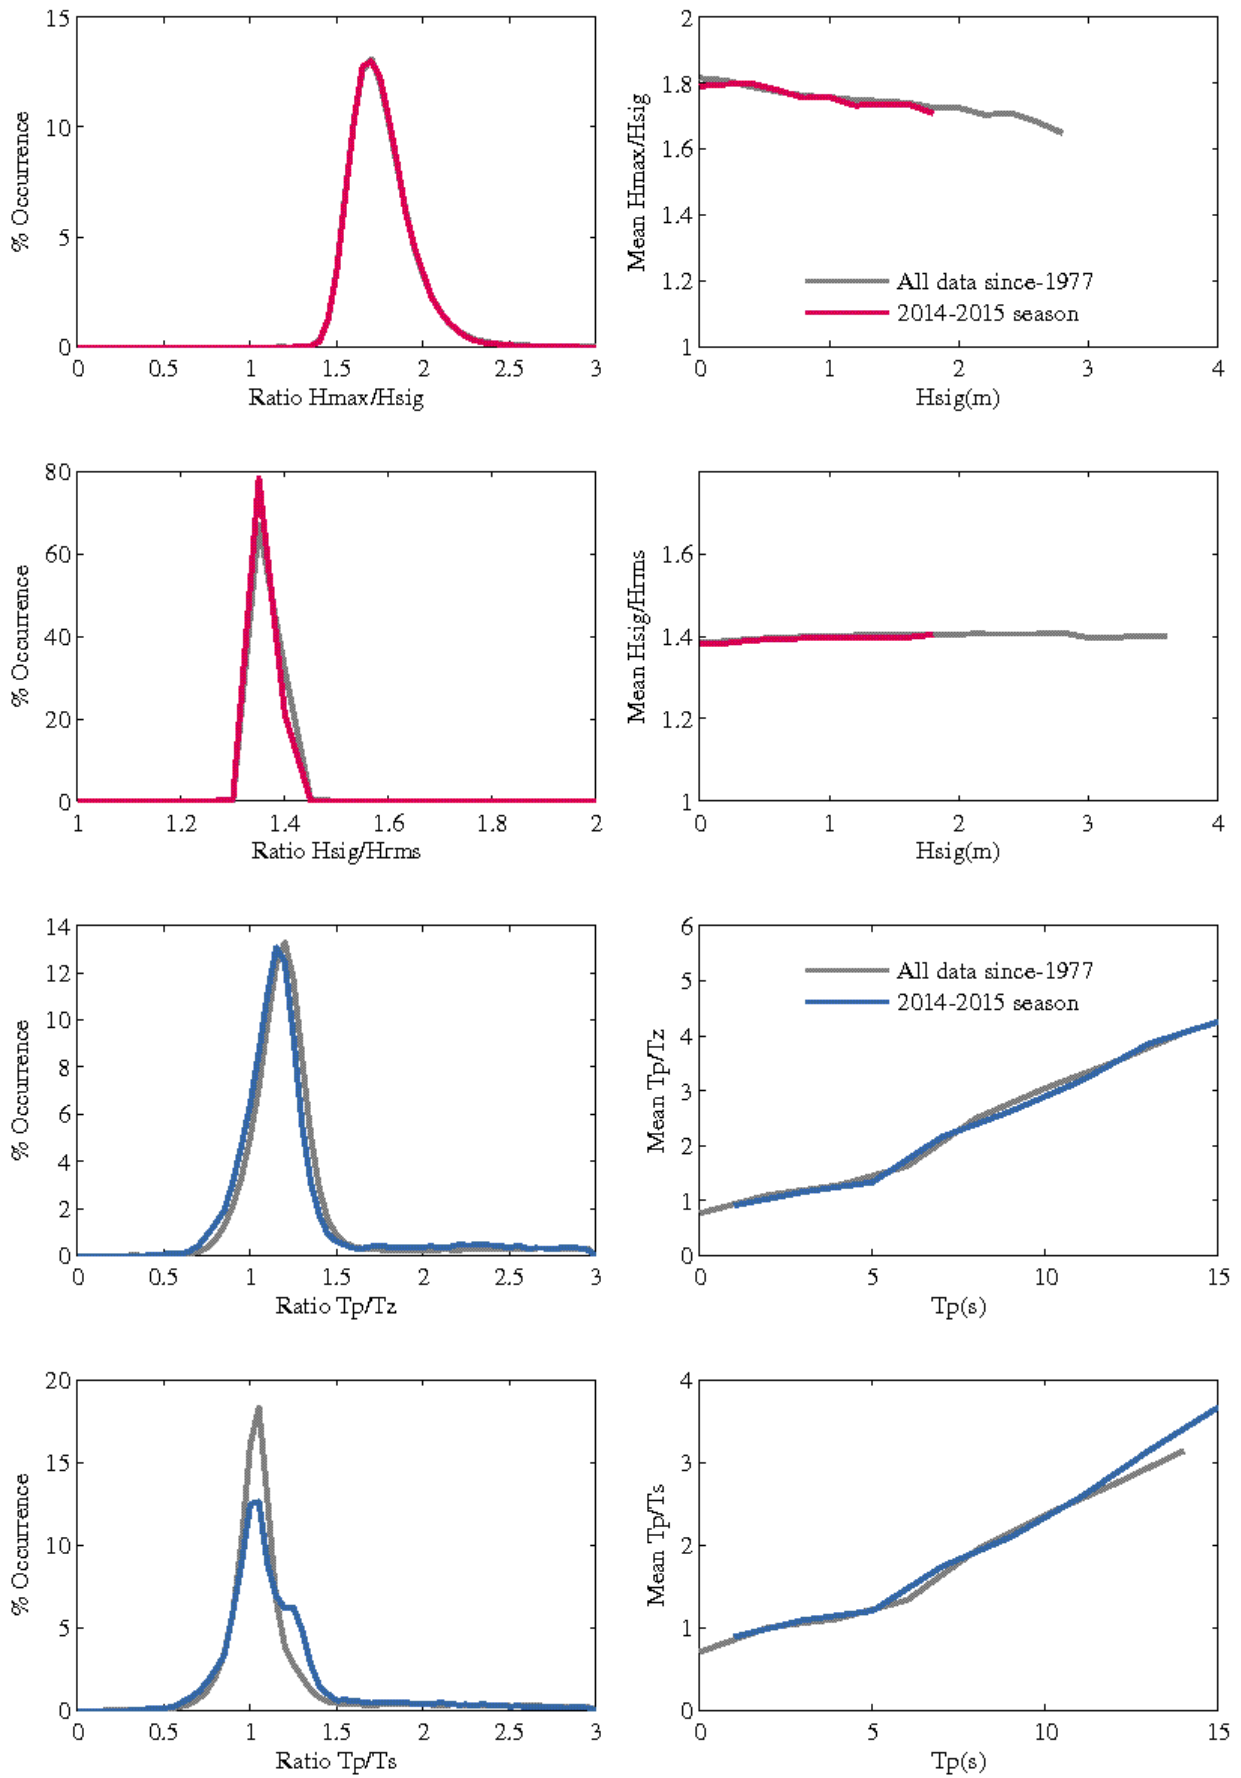 15
10
5
0
0 0.5 1 1.5 2 2.5 3
% Occurrence
Ratio Hmax/Hsig
2
1.8
1.6
1.4
1.2
1
0 1 2 3 4
Mean Hmax/Hsig
All data since-1977
2014-2015 season
Hsig(m)
80
60
40
20
0
1 1.2 1.4 1.6 1.8 2
% Occurrence
Ratio Hsig/Hrms
1.6
1.4
1.2
1
0 1 2 3 4
Mean Hsig/Hrms
Hsig(m)
14
12
10
8
6
4
2
0
0 0.5 1 1.5 2 2.5 3
% Occurrence
Ratio Tp/Tz
6
5
4
3
2
1
0
0 5 10 15
Mean Tp/Tz
All data since-1977
2014-2015 season
Tp(s)
20
15
10
5
0
0 0.5 1 1.5 2 2.5 3
% Occurrence
Ratio Tp/Ts
4
3
2
1
0
0 5 10 15
Mean Tp/Ts
Tp(s)